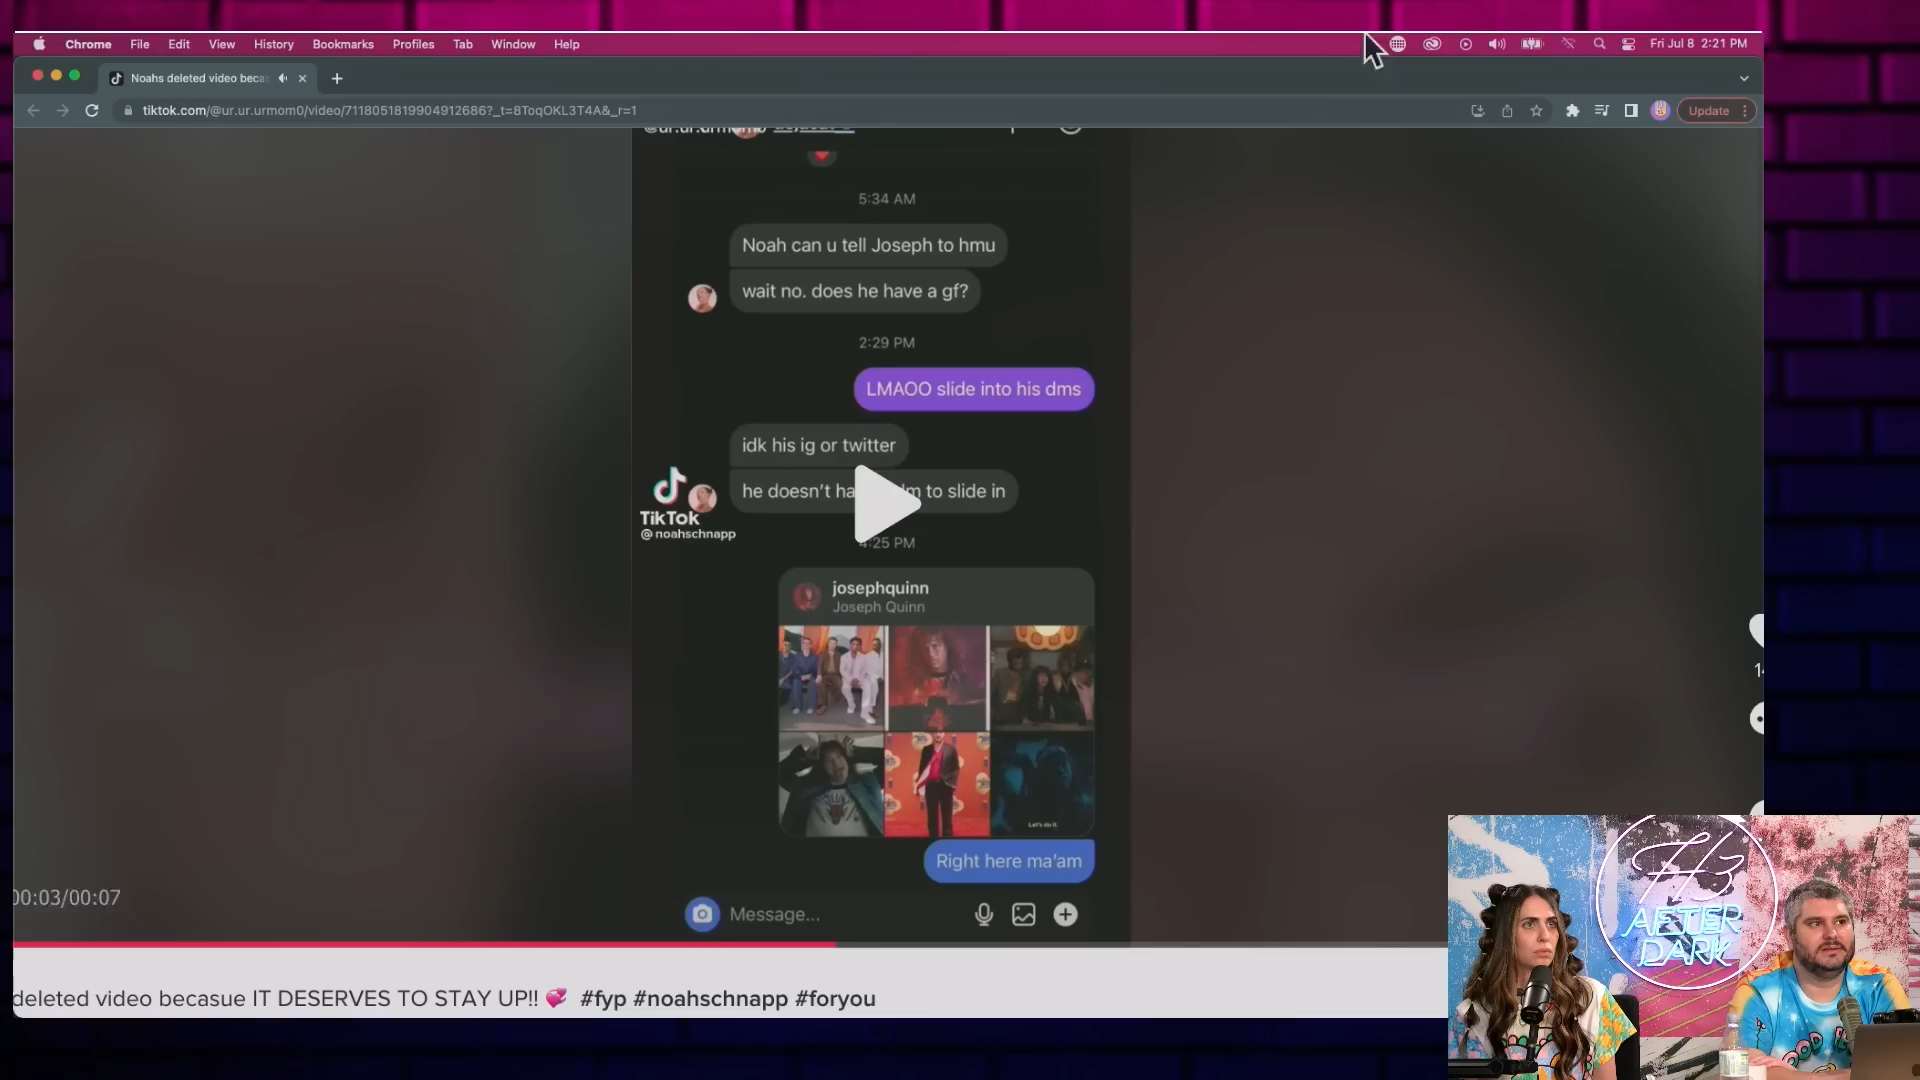 Chrome File Edit View History Bookmarks Profiles Tab Window Help Fri Jul 8 2:21 PM
Noahs deleted video beca
tiktok.com/@ur.ur.urmom0/video/7118051819904912686?_t=8ToqOKL3T4A&_r=1 Update
5:34 AM
Noah can u tell Joseph to hmu
wait no. does he have a gf?
2:29 PM
LMAOO slide into his dms
idk his ig or twitter
he doesn't ha m to slide in
TikTok
@noahschnapp
4:25 PM
josephquinn
Joseph Quinn
Let's do it.
Right here ma'am
Message...
00:03/00:07
deleted video becasue IT DESERVES TO STAY UP!! 💞 #fyp #noahschnapp #foryou
H3
AFTER
DARK